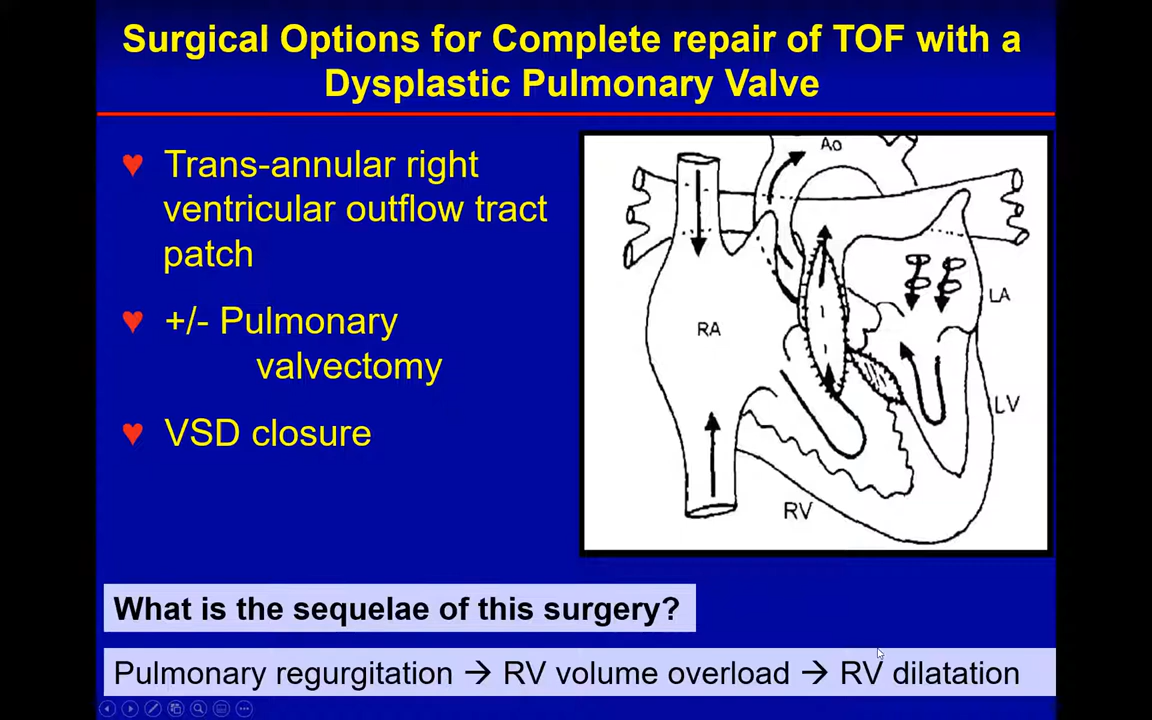 Surgical Options for Complete repair of TOF with a
Dysplastic Pulmonary Valve
♥ Trans-annular right
ventricular outflow tract
patch
♥ +/- Pulmonary
valvectomy
♥ VSD closure
Ao
RA
LA
LV
RV
What is the sequelae of this surgery?
Pulmonary regurgitation → RV volume overload → RV dilatation